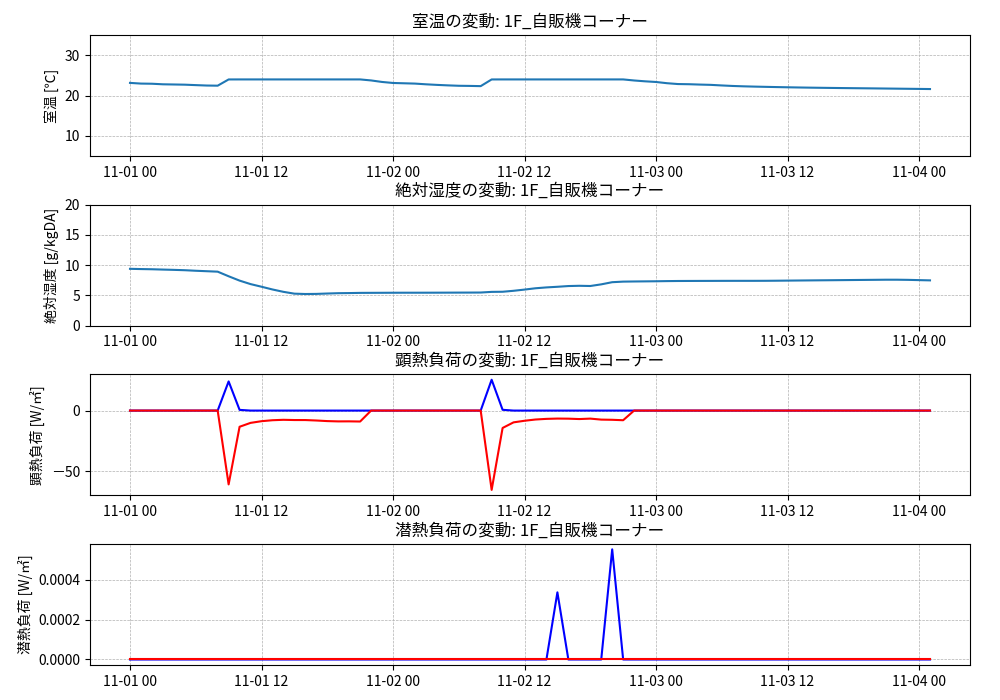 室温の変動: 1F_自販機コーナー
室温 [℃]
30
20
10
11-01 00 11-01 12 11-02 00 11-02 12 11-03 00 11-03 12 11-04 00
絶対湿度の変動: 1F_自販機コーナー
絶対湿度 [g/kgDA]
20
15
10
5
0
11-01 00 11-01 12 11-02 00 11-02 12 11-03 00 11-03 12 11-04 00
顕熱負荷の変動: 1F_自販機コーナー
顕熱負荷 [W/㎡]
0
−50
11-01 00 11-01 12 11-02 00 11-02 12 11-03 00 11-03 12 11-04 00
潜熱負荷の変動: 1F_自販機コーナー
潜熱負荷 [W/㎡]
0.0004
0.0002
0.0000
11-01 00 11-01 12 11-02 00 11-02 12 11-03 00 11-03 12 11-04 00